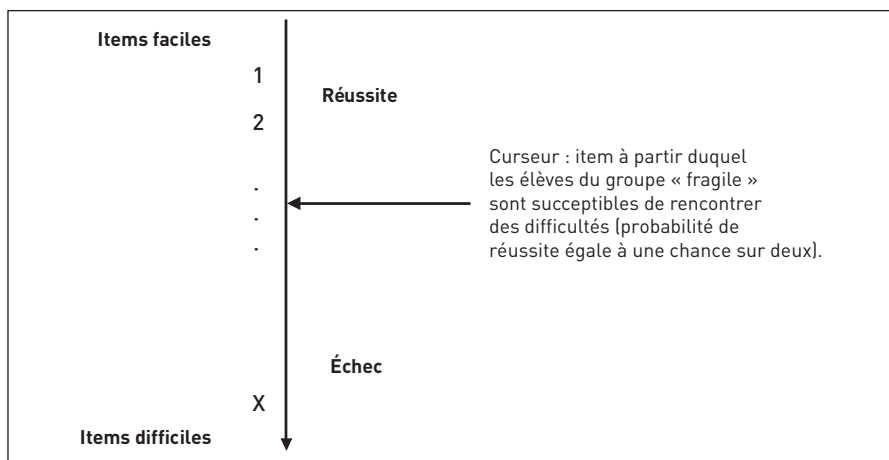 Items faciles
1
Réussite
2
Curseur : item à partir duquel
les élèves du groupe « fragile »
.
sont succeptibles de rencontrer
.
des difficultés (probabilité de
.
réussite égale à une chance sur deux).
Échec
X
Items difficiles